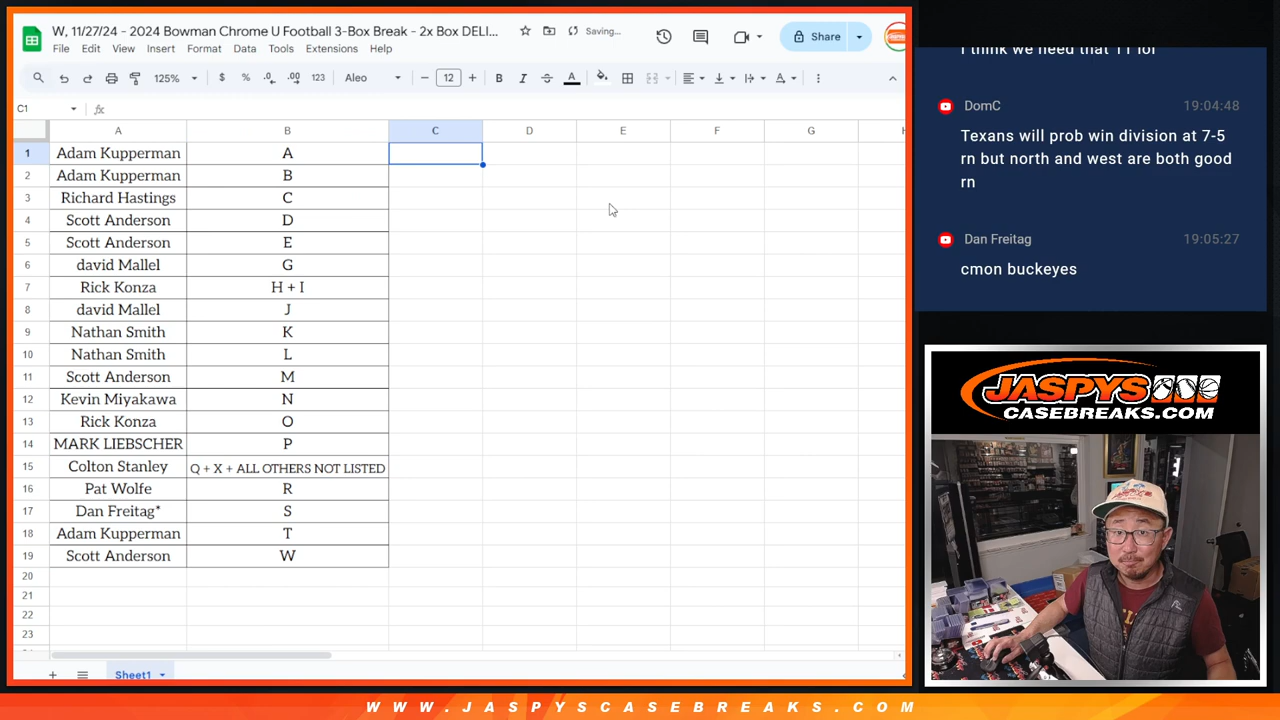 W, 11/27/24 - 2024 Bowman Chrome U Football 3-Box Break - 2x Box DELI...
Saving...
File Edit View Insert Format Data Tools Extensions Help
Share
125% $ % .0 .00 123 Aleo 12 B I A
C1 fx
A B C D E F G H
1 Adam Kupperman A
2 Adam Kupperman B
3 Richard Hastings C
4 Scott Anderson D
5 Scott Anderson E
6 david Mallel G
7 Rick Konza H + I
8 david Mallel J
9 Nathan Smith K
10 Nathan Smith L
11 Scott Anderson M
12 Kevin Miyakawa N
13 Rick Konza O
14 MARK LIEBSCHER P
15 Colton Stanley Q + X + ALL OTHERS NOT LISTED
16 Pat Wolfe R
17 Dan Freitag* S
18 Adam Kupperman T
19 Scott Anderson W
20
21
22
23
Sheet1
I think we need that 11 lol
DomC 19:04:48
Texans will prob win division at 7-5
rn but north and west are both good
rn
Dan Freitag 19:05:27
cmon buckeyes
JASPYS
CASEBREAKS.COM
WWW.JASPYSCASEBREAKS.COM